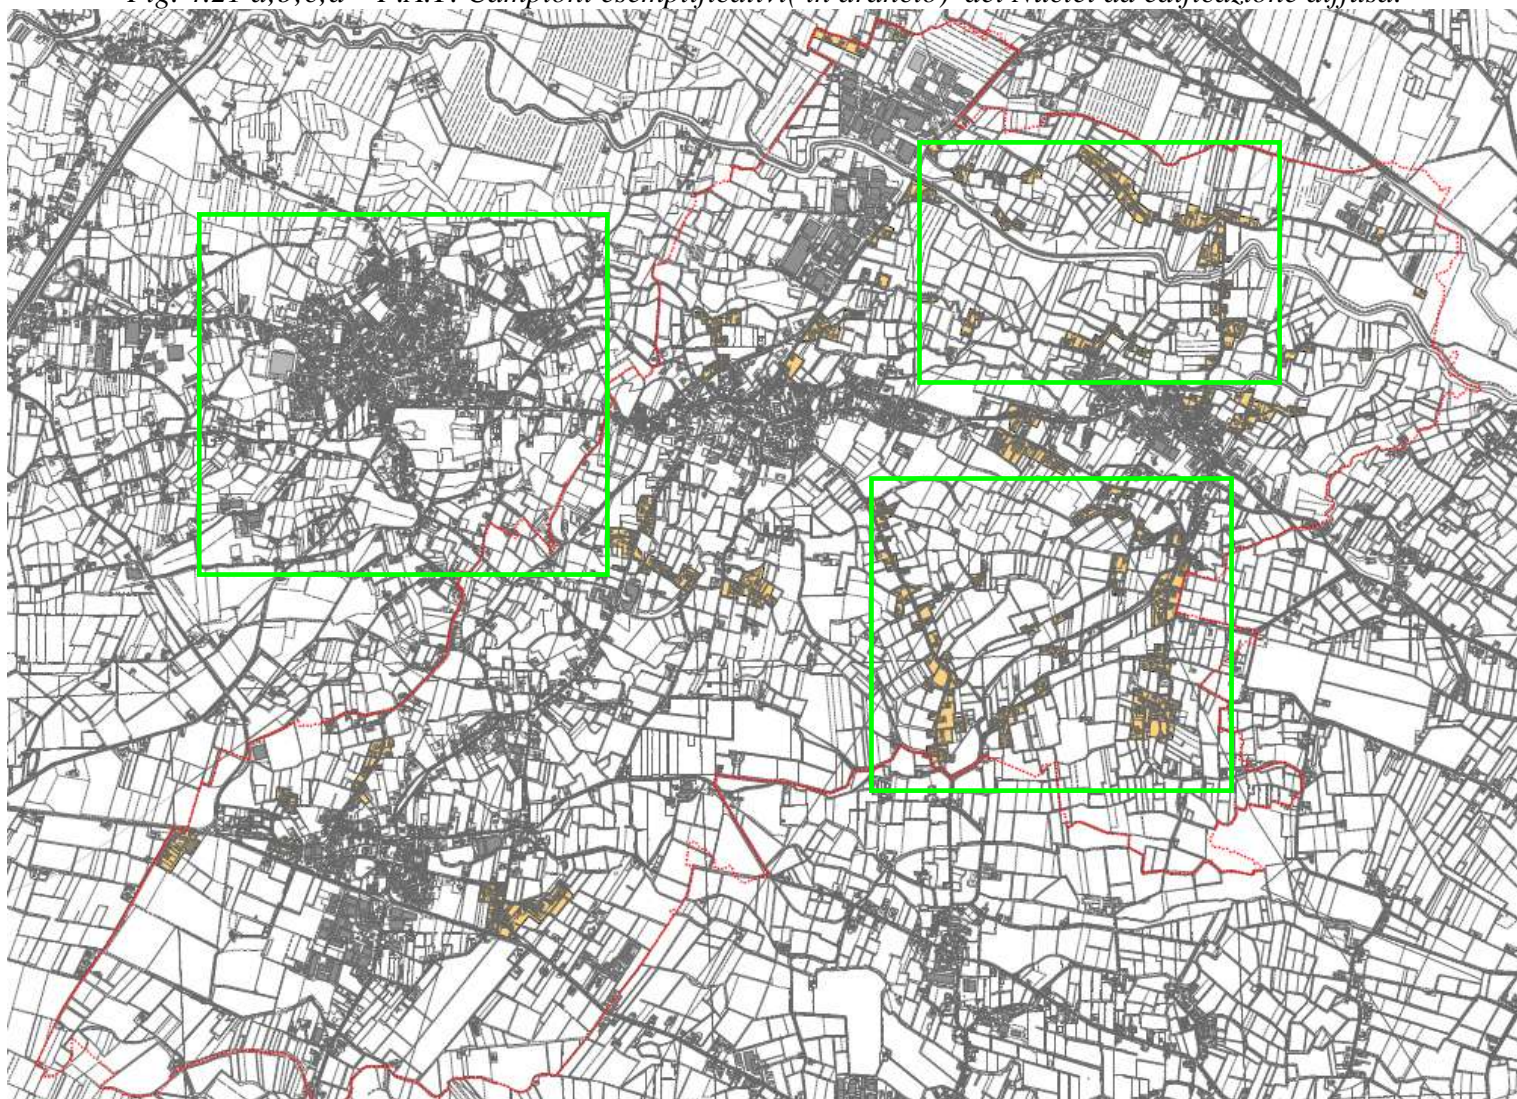 Fig. 4.21 a,b,c,d – P.A.T. Campioni esemplificativi( in arancio) dei Nuclei ad edificazione diffusa.